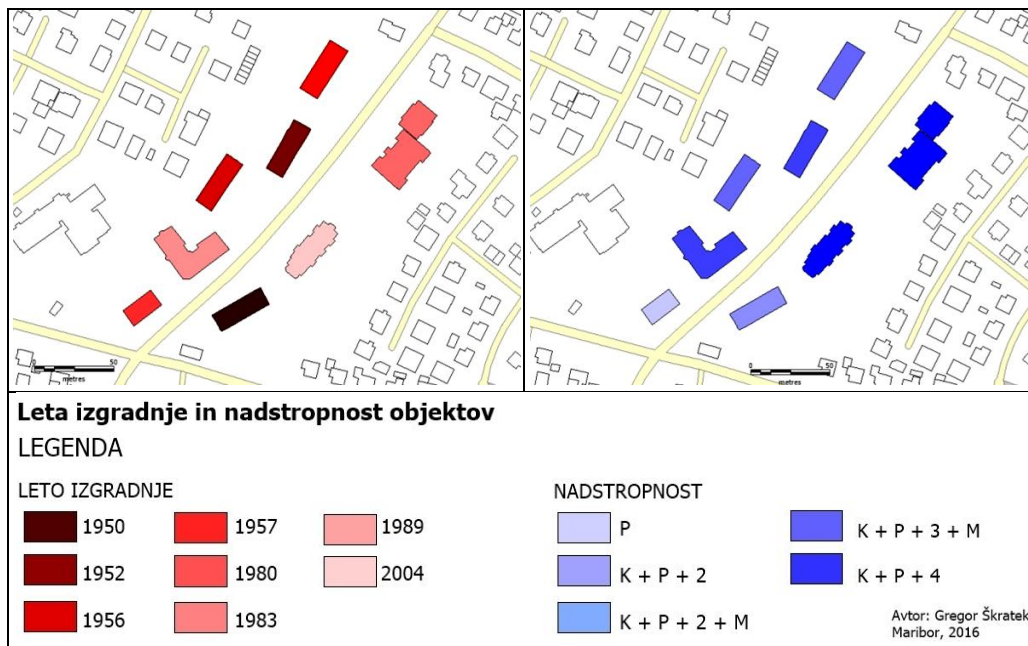 0 50
metres
0 50
metres
Leta izgradnje in nadstropnost objektov
LEGENDA
LETO IZGRADNJE
1950
1952
1956
1957
1980
1983
1989
2004
NADSTROPNOST
P
K + P + 2
K + P + 2 + M
K + P + 3 + M
K + P + 4
Avtor: Gregor Škratek
Maribor, 2016